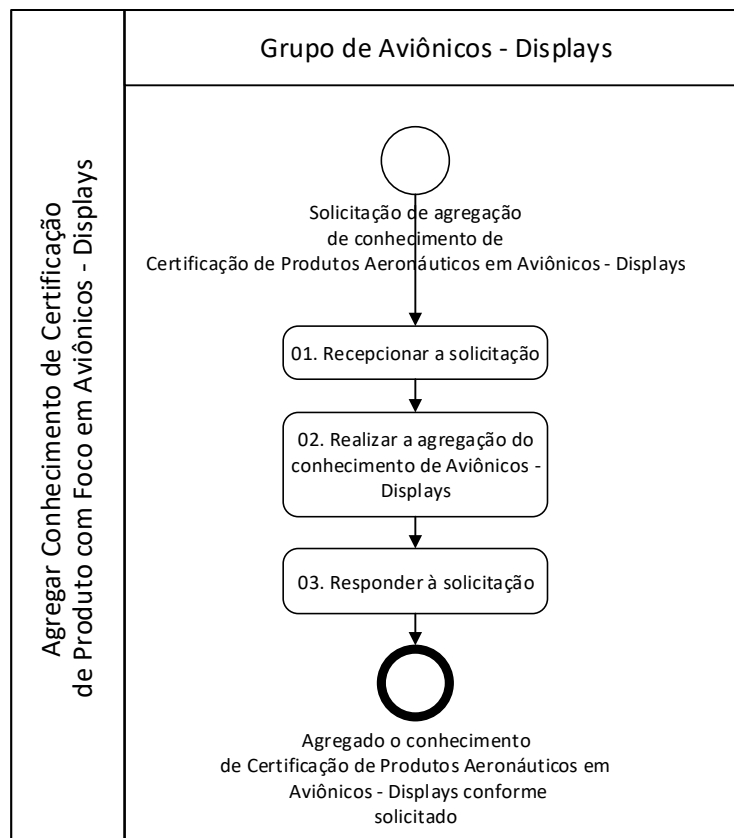 Agregar Conhecimento de Certificação
de Produto com Foco em Aviônicos - Displays
Grupo de Aviônicos - Displays
Solicitação de agregação
de conhecimento de
Certificação de Produtos Aeronáuticos em Aviônicos - Displays
01. Recepcionar a solicitação
02. Realizar a agregação do
conhecimento de Aviônicos -
Displays
03. Responder à solicitação
Agregado o conhecimento
de Certificação de Produtos Aeronáuticos em
Aviônicos - Displays conforme
solicitado